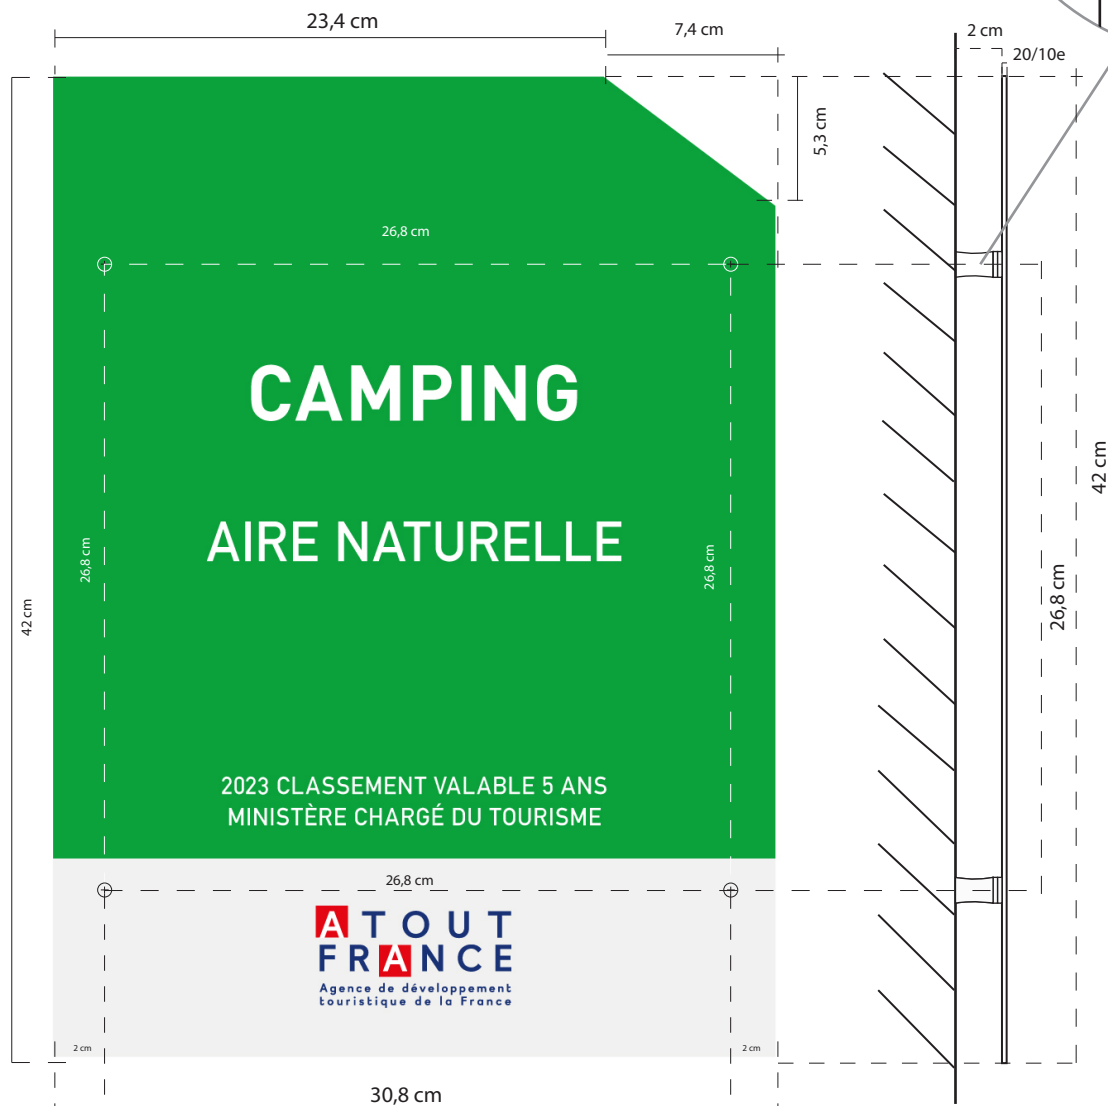 23,4 cm
7,4 cm
2 cm
20/10e
5,3 cm
26,8 cm
CAMPING
AIRE NATURELLE
26,8 cm
26,8 cm
42 cm
42 cm
26,8 cm
2023 CLASSEMENT VALABLE 5 ANS
MINISTÈRE CHARGÉ DU TOURISME
26,8 cm
ATOUT
FRANCE
Agence de développement
touristique de la France
2 cm
2 cm
30,8 cm